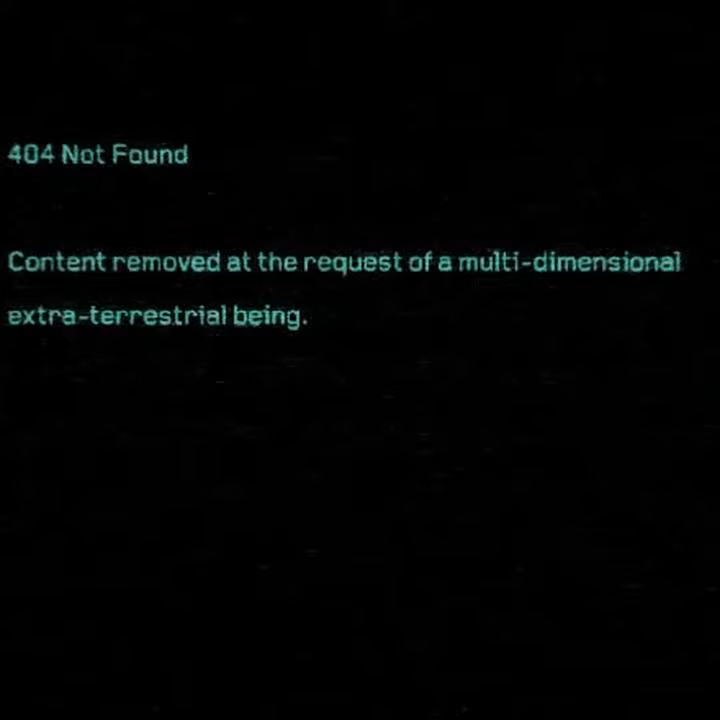 404 Not Found
Content removed at the request of a multi-dimensional
extra-terrestrial being.